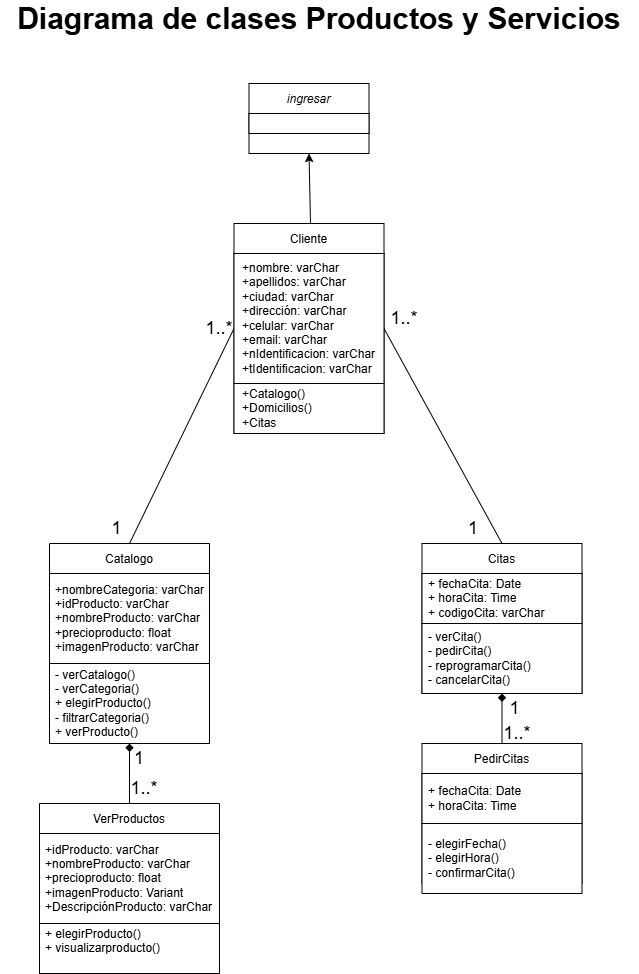 Diagrama de clases Productos y Servicios
ingresar
Cliente
+nombre: varChar
+apellidos: varChar
+ciudad: varChar
+dirección: varChar
+celular: varChar
+email: varChar
+nIdentificacion: varChar
+tIdentificacion: varChar
+Catalogo()
+Domicilios()
+Citas
1..*
1..*
1
1
Catalogo
+nombreCategoria: varChar
+idProducto: varChar
+nombreProducto: varChar
+precioproducto: float
+imagenProducto: varChar
- verCatalogo()
- verCategoria()
+ elegirProducto()
- filtrarCategoria()
+ verProducto()
1
1..*
VerProductos
+idProducto: varChar
+nombreProducto: varChar
+precioproducto: float
+imagenProducto: Variant
+DescripciónProducto: varChar
+ elegirProducto()
+ visualizarproducto()
Citas
+ fechaCita: Date
+ horaCita: Time
+ codigoCita: varChar
- verCita()
- pedirCita()
- reprogramarCita()
- cancelarCita()
1
1..*
PedirCitas
+ fechaCita: Date
+ horaCita: Time
- elegirFecha()
- elegirHora()
- confirmarCita()